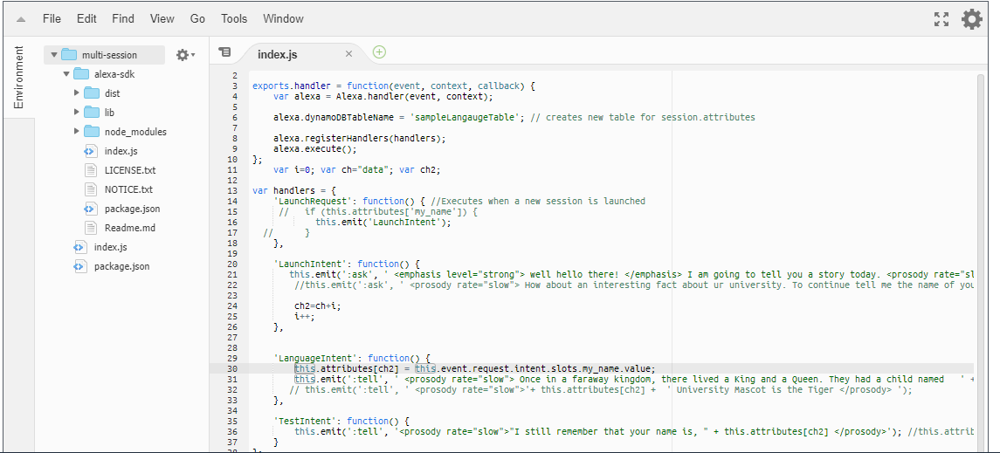 File Edit Find View Go Tools Window
Environment
multi-session
alexa-sdk
dist
lib
node_modules
index.js
LICENSE.txt
NOTICE.txt
package.json
Readme.md
index.js
package.json
index.js
2
3 exports.handler = function(event, context, callback) {
4 var alexa = Alexa.handler(event, context);
5
6 alexa.dynamoDBTableName = 'sampleLangaugeTable'; // creates new table for session.attributes
7
8 alexa.registerHandlers(handlers);
9 alexa.execute();
10 };
11 var i=0; var ch="data"; var ch2;
12
13 var handlers = {
14 'LaunchRequest': function() { //Executes when a new session is launched
15 // if (this.attributes['my_name']) {
16 this.emit('LaunchIntent');
17 // }
18 },
19
20 'LaunchIntent': function() {
21 this.emit(':ask', ' <emphasis level="strong"> well hello there! </emphasis> I am going to tell you a story today. <prosody rate="sl
22 //this.emit(':ask', ' <prosody rate="slow"> How about an interesting fact about ur university. To continue tell me the name of you
23
24 ch2=ch+i;
25 i++;
26 },
27
28
29 'LanguageIntent': function() {
30 this.attributes[ch2] = this.event.request.intent.slots.my_name.value;
31 this.emit(':tell', ' <prosody rate="slow"> Once in a faraway kingdom, there lived a King and a Queen. They had a child named ' +
32 // this.emit(':tell', ' <prosody rate="slow">'+ this.attributes[ch2] + ' University Mascot is the Tiger </prosody> ');
33 },
34
35 'TestIntent': function() {
36 this.emit(':tell', '<prosody rate="slow">"I still remember that your name is, " + this.attributes[ch2] </prosody>'); //this.attrib
37 }
38 };